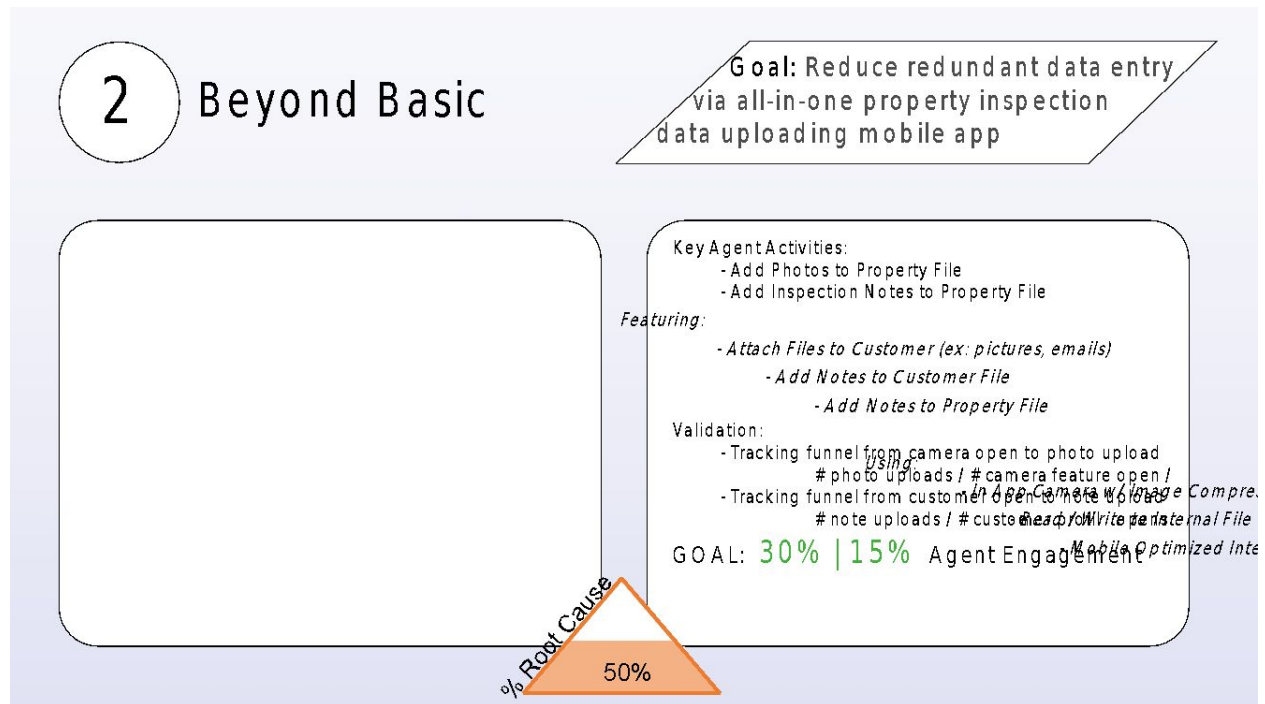 2
Beyond Basic
Goal: Reduce redundant data entry
via all-in-one property inspection
data uploading mobile app
Key Agent Activities:
- Add Photos to Property File
- Add Inspection Notes to Property File
Featuring:
- Attach Files to Customer (ex: pictures, emails)
- Add Notes to Customer File
- Add Notes to Property File
Validation:
- Tracking funnel from camera open to photo upload
Using:
# photo uploads / # camera feature open /
- In App Camera w/ Image Compres
- Tracking funnel from customer open to note upload
# note uploads / # customer profile opens
- Read / Write to Internal File
- Mobile Optimized Inte
GOAL: 30% | 15% Agent Engagement
% Root Cause
50%